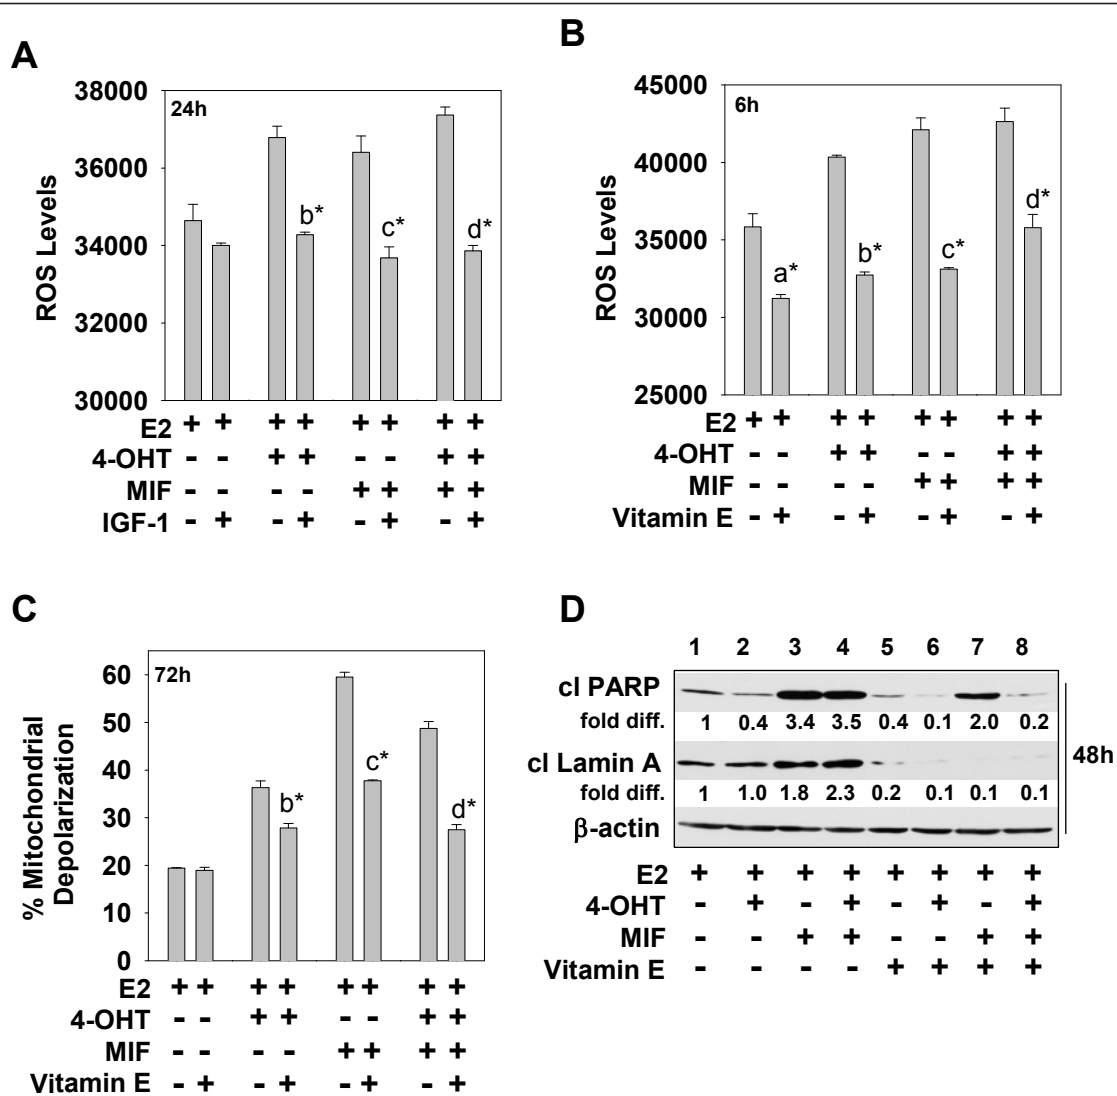 A
24h
38000
36000
34000
32000
30000
ROS Levels
b*
c*
d*
E2 + + + + + + + +
4-OHT - - + + - - + +
MIF - - - - + + + +
IGF-1 - + - + - + - +
B
6h
45000
40000
35000
30000
25000
ROS Levels
a*
b*
c*
d*
E2 + + + + + + + +
4-OHT - - + + - - + +
MIF - - - - + + + +
Vitamin E - + - + - + - +
C
72h
60
50
40
30
20
10
0
% Mitochondrial
Depolarization
b*
c*
d*
E2 + + + + + + + +
4-OHT - - + + - - + +
MIF - - - - + + + +
Vitamin E - + - + - + - +
D
1 2 3 4 5 6 7 8
cl PARP
fold diff. 1 0.4 3.4 3.5 0.4 0.1 2.0 0.2
cl Lamin A
fold diff. 1 1.0 1.8 2.3 0.2 0.1 0.1 0.1
β-actin
48h
E2 + + + + + + + +
4-OHT - + - + - + - +
MIF - - + + - - + +
Vitamin E - - - - + + + +